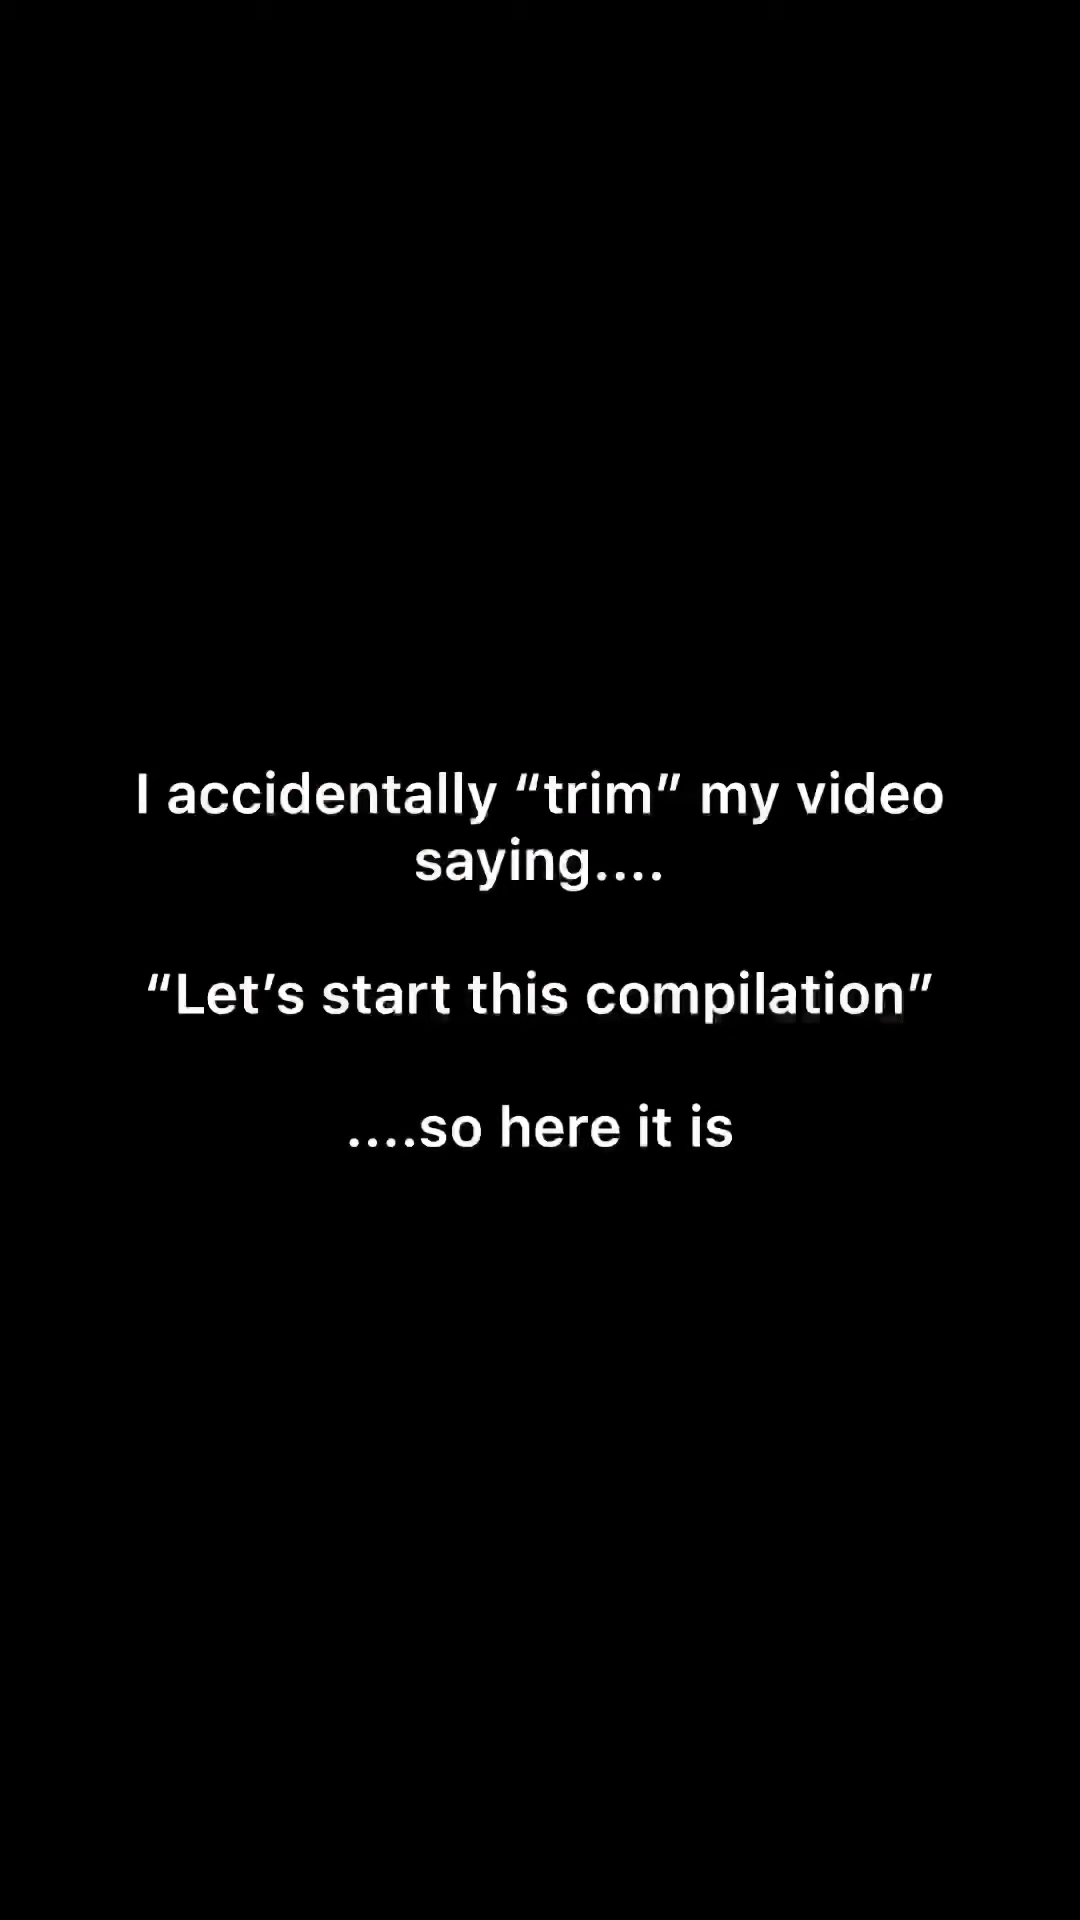 I accidentally “trim” my video
saying....
“Let’s start this compilation”
....so here it is